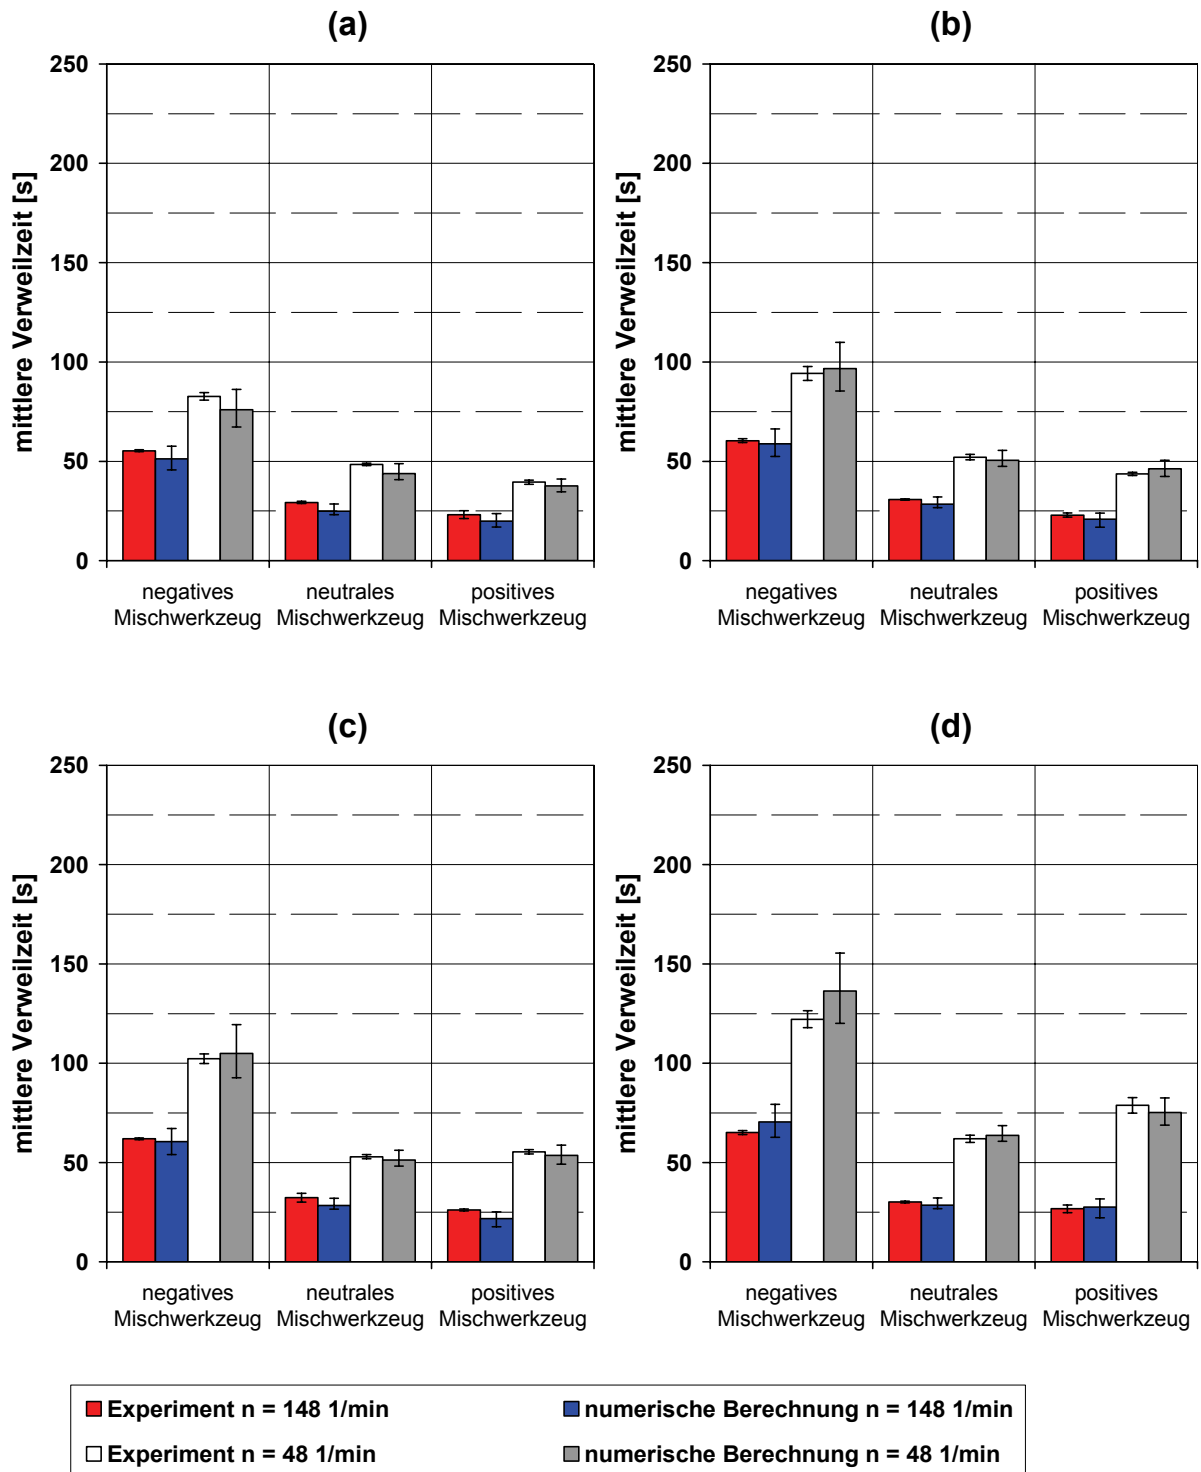 (a)
mittlere Verweilzeit [s]
250
200
150
100
50
0
negatives
Mischwerkzeug
neutrales
Mischwerkzeug
positives
Mischwerkzeug
(b)
mittlere Verweilzeit [s]
250
200
150
100
50
0
negatives
Mischwerkzeug
neutrales
Mischwerkzeug
positives
Mischwerkzeug
(c)
mittlere Verweilzeit [s]
250
200
150
100
50
0
negatives
Mischwerkzeug
neutrales
Mischwerkzeug
positives
Mischwerkzeug
(d)
mittlere Verweilzeit [s]
250
200
150
100
50
0
negatives
Mischwerkzeug
neutrales
Mischwerkzeug
positives
Mischwerkzeug
Experiment n = 148 1/min
numerische Berechnung n = 148 1/min
Experiment n = 48 1/min
numerische Berechnung n = 48 1/min